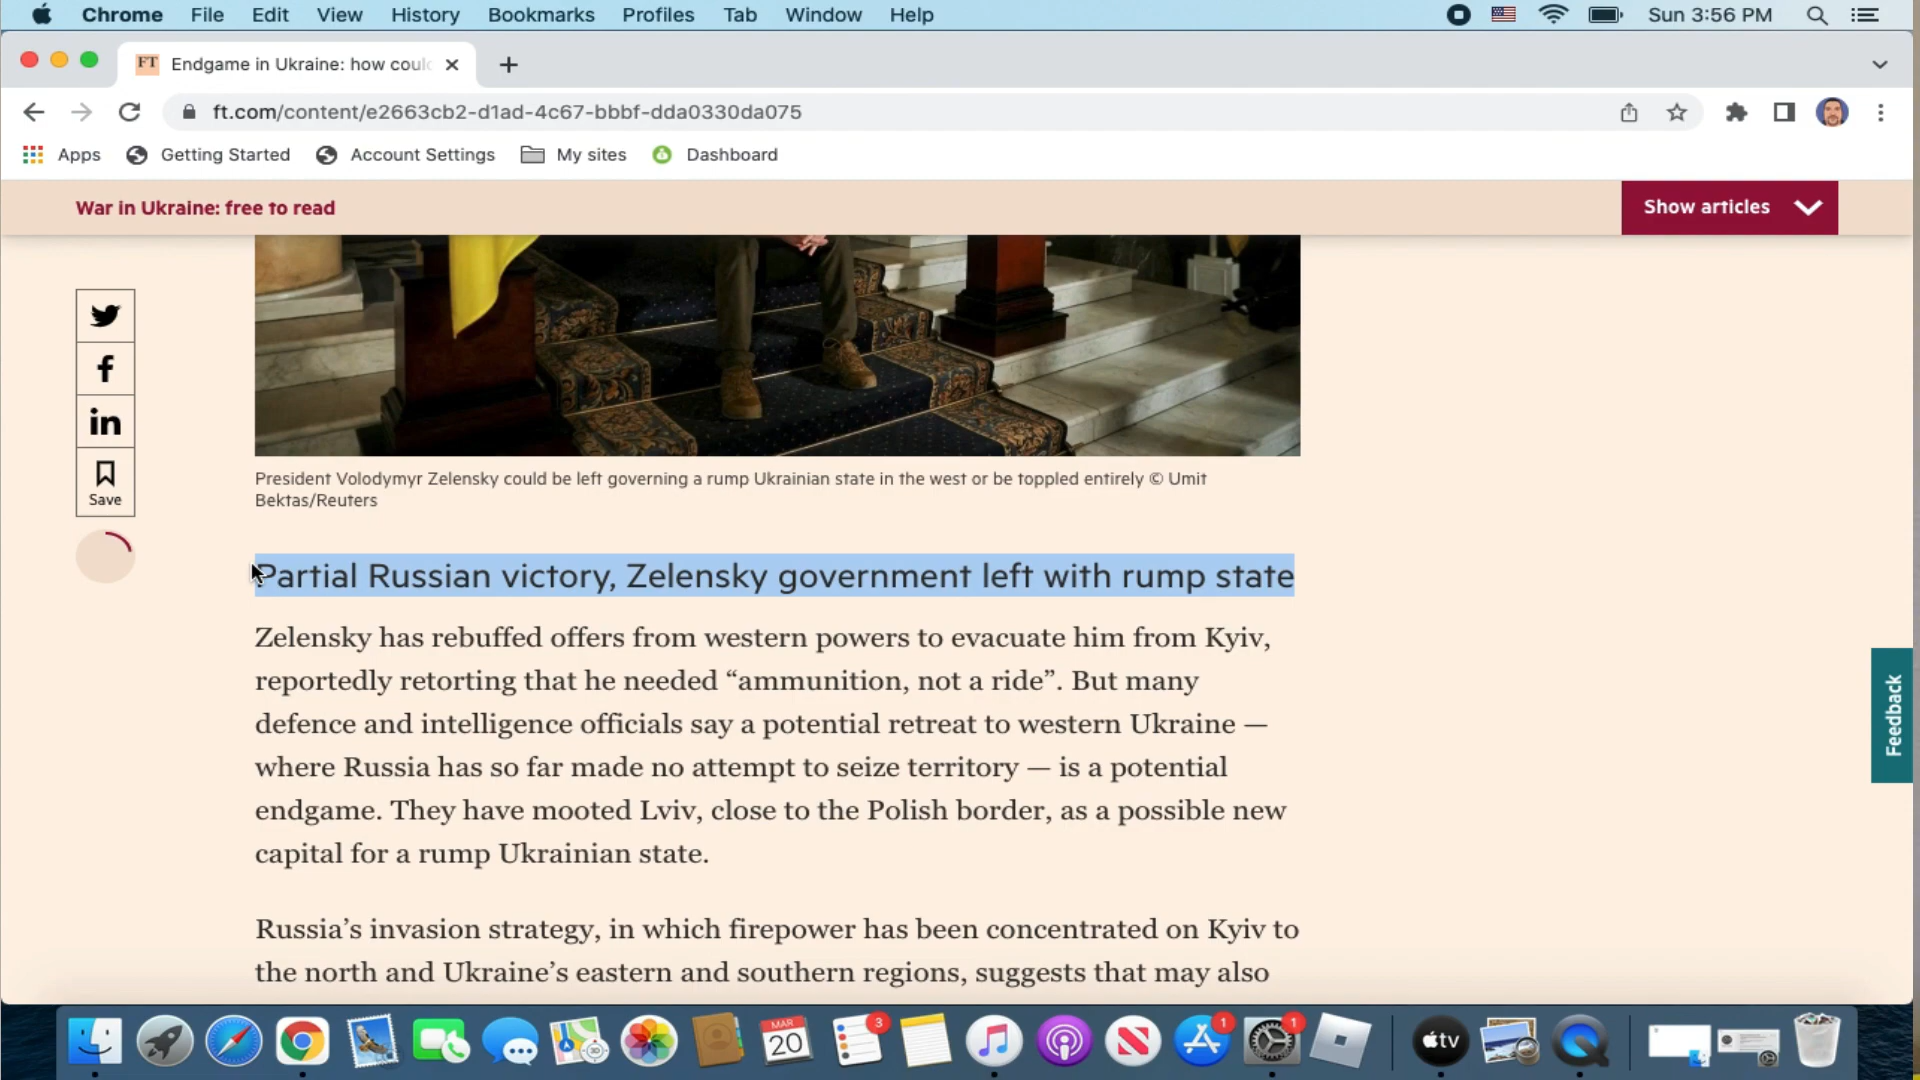 Chrome File Edit View History Bookmarks Profiles Tab Window Help Sun 3:56 PM
FT Endgame in Ukraine: how coul
ft.com/content/e2663cb2-d1ad-4c67-bbbf-dda0330da075
Apps Getting Started Account Settings My sites Dashboard
War in Ukraine: free to read Show articles
in
Save
President Volodymyr Zelensky could be left governing a rump Ukrainian state in the west or be toppled entirely © Umit
Bektas/Reuters
Partial Russian victory, Zelensky government left with rump state
Zelensky has rebuffed offers from western powers to evacuate him from Kyiv,
reportedly retorting that he needed “ammunition, not a ride”. But many
defence and intelligence officials say a potential retreat to western Ukraine —
where Russia has so far made no attempt to seize territory — is a potential
endgame. They have mooted Lviv, close to the Polish border, as a possible new
capital for a rump Ukrainian state.
Russia’s invasion strategy, in which firepower has been concentrated on Kyiv to
the north and Ukraine’s eastern and southern regions, suggests that may also
Feedback
MAR
20
3
1
1
tv